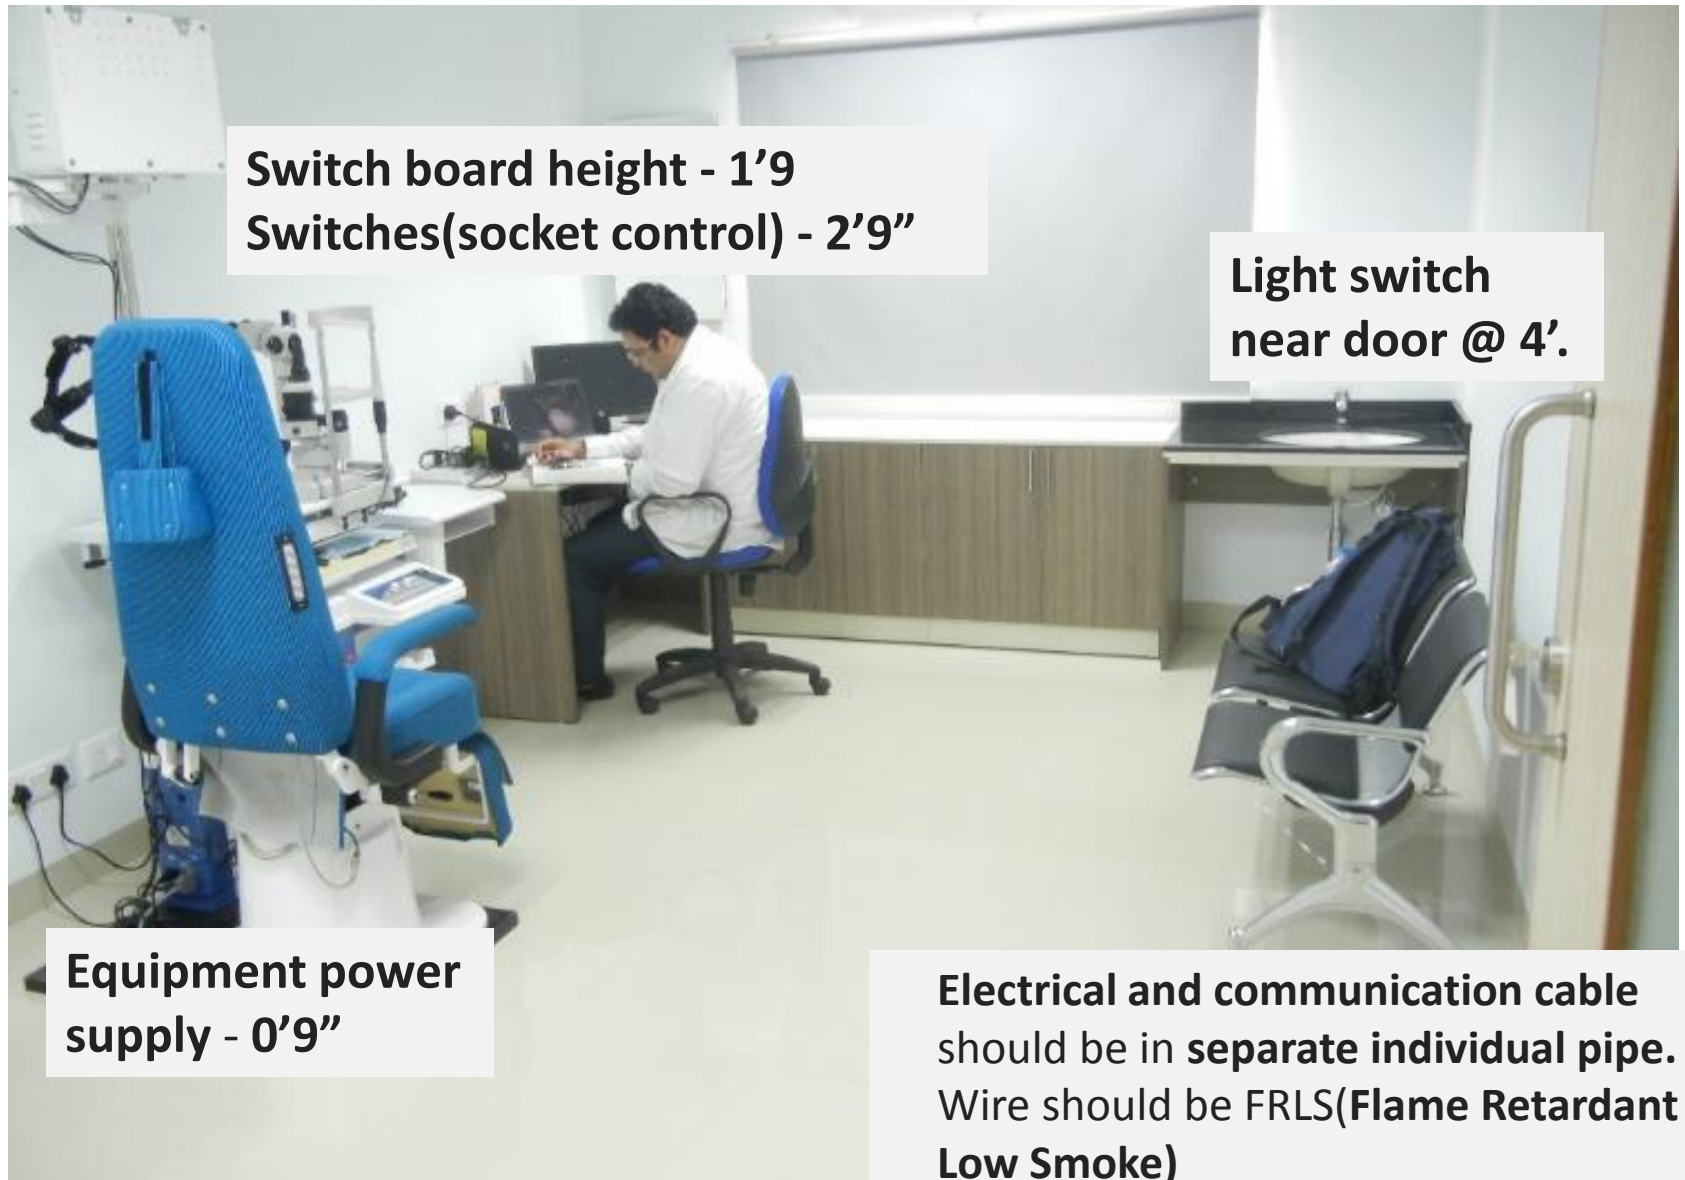 Switch board height - 1’9
Switches(socket control) - 2’9”
Light switch
near door @ 4’.
Equipment power
supply - 0’9”
Electrical and communication cable
should be in separate individual pipe.
Wire should be FRLS(Flame Retardant
Low Smoke)